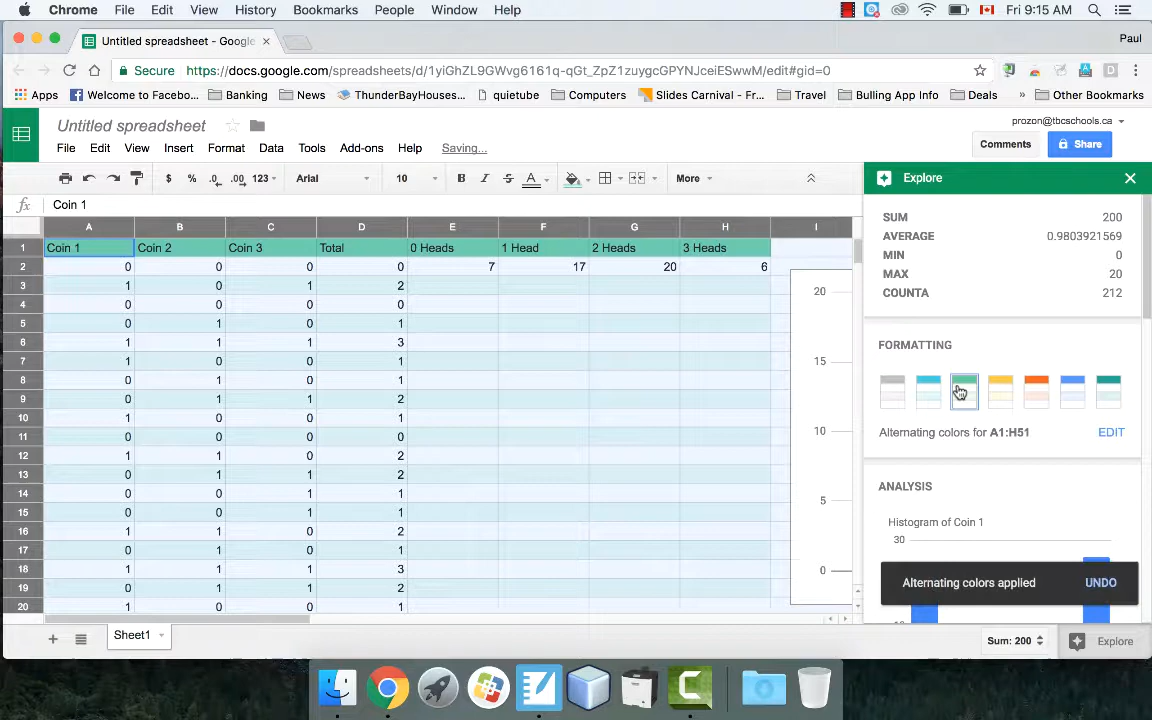 Chrome File Edit View History Bookmarks People Window Help Fri 9:15 AM
Untitled spreadsheet - Google Paul
Secure https://docs.google.com/spreadsheets/d/1yiGhZL9GWvg6161q-qGt_ZpZ1zuygcGPYNJceiESwwM/edit#gid=0
Apps Welcome to Facebo... Banking News ThunderBayHouses... quietube Computers Slides Carnival - Fr... Travel Bulling App Info Deals » Other Bookmarks
Untitled spreadsheet prozon@tbcschools.ca
File Edit View Insert Format Data Tools Add-ons Help Saving... Comments Share
$ % .0 .00 123 Arial 10 B I S A More
Explore
fx Coin 1
A B C D E F G H I
1 Coin 1 Coin 2 Coin 3 Total 0 Heads 1 Head 2 Heads 3 Heads
2 0 0 0 0 7 17 20 6
3 1 0 1 2
4 0 0 0 0
5 0 1 0 1
6 1 1 1 3
7 1 0 0 1
8 0 1 0 1
9 0 1 1 2
10 1 0 0 1
11 0 0 0 0
12 1 1 0 2
13 0 1 1 2
14 0 0 1 1
15 0 0 1 1
16 1 1 0 2
17 0 1 0 1
18 1 1 1 3
19 0 1 1 2
20 1 0 0 1
20
15
10
5
0
SUM 200
AVERAGE 0.9803921569
MIN 0
MAX 20
COUNTA 212
FORMATTING
Alternating colors for A1:H51 EDIT
ANALYSIS
Histogram of Coin 1
30
Alternating colors applied UNDO
Sheet1 Sum: 200 Explore